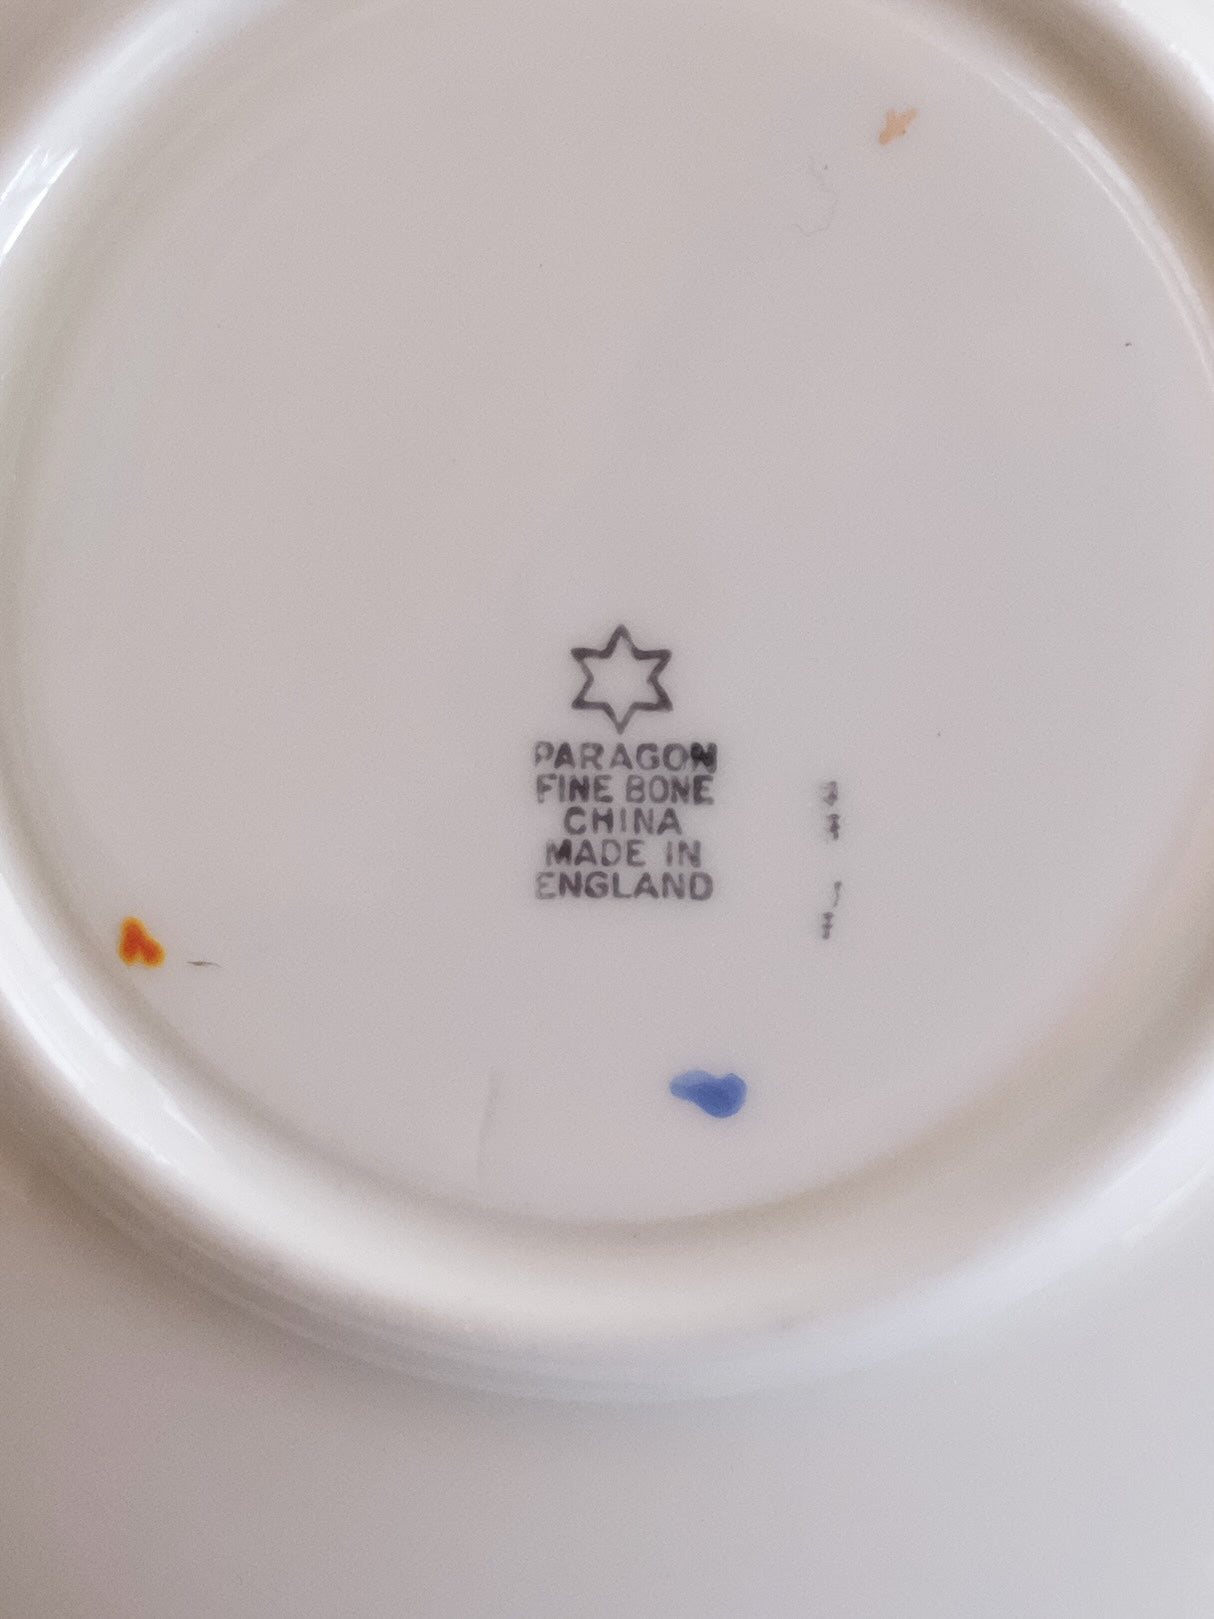 PARAGON
FINE BONE
CHINA
MADE IN
ENGLAND